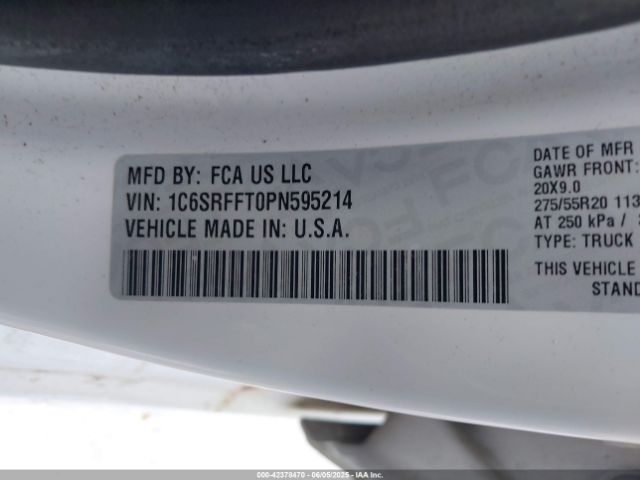 MFD BY: FCA US LLC
VIN: 1C6SRFFT0PN595214
VEHICLE MADE IN: U.S.A.
DATE OF MFR
GAWR FRONT:
20X9.0
275/55R20 113
AT 250 kPa /
TYPE: TRUCK
THIS VEHICLE
STAND
000-42378470 - 06/05/2025 - IAA Inc.